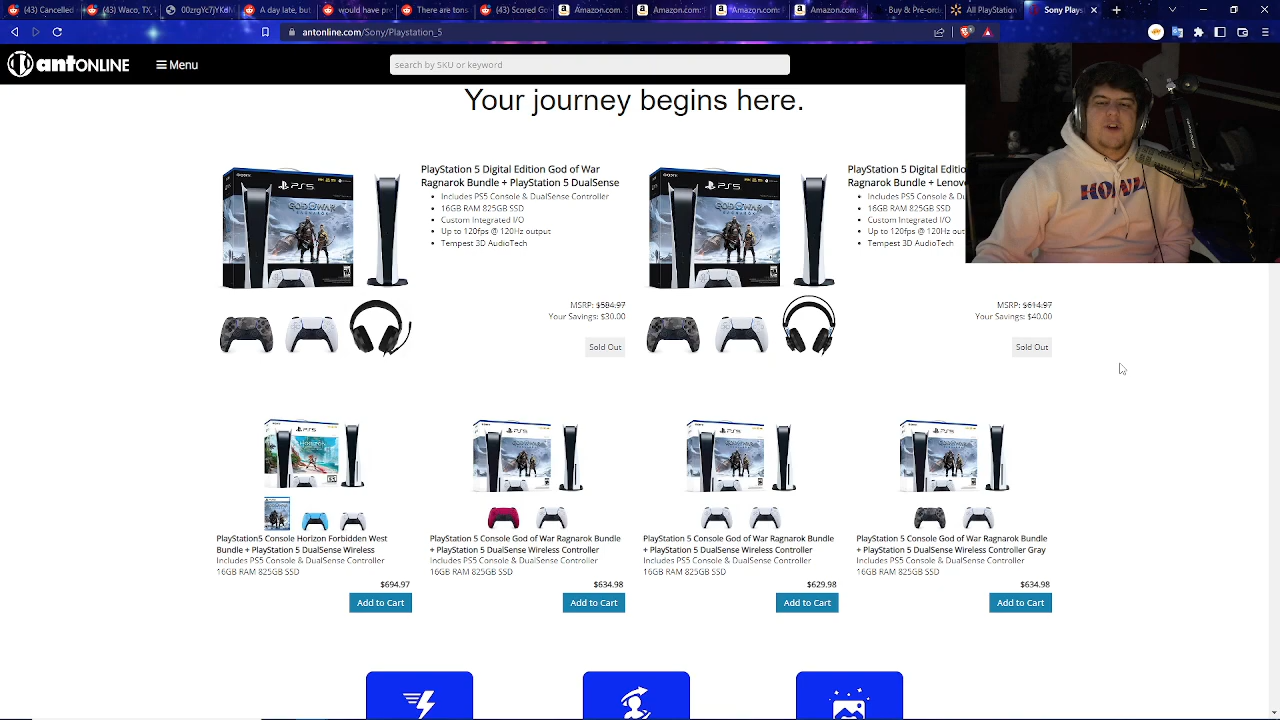 (43) Cancelled
(43) Waco, TX,
00zrgYc7jYKdM
A day late, but
would have pr
There are tons
(43) Scored Go
Amazon.com. S
Amazon.com:
Amazon.com:
Buy & Pre-orc
All PlayStation
Sony Plays
antonline.com/Sony/Playstation_5
antONLINE
Menu
search by SKU or keyword
Your journey begins here.
PlayStation 5 Digital Edition God of War
Ragnarok Bundle + PlayStation 5 DualSense
Includes PS5 Console & DualSense Controller
16GB RAM 825GB SSD
Custom Integrated I/O
Up to 120fps @ 120Hz output
Tempest 3D AudioTech
MSRP: $584.97
Your Savings: $30.00
Sold Out
PlayStation 5 Digital Editio
Ragnarok Bundle + Lenov
Includes PS5 Console & Du
16GB RAM 825GB SSD
Custom Integrated I/O
Up to 120fps @ 120Hz out
Tempest 3D AudioTech
MSRP: $614.97
Your Savings: $40.00
Sold Out
PlayStation5 Console Horizon Forbidden West
Bundle + PlayStation 5 DualSense Wireless
Includes PS5 Console & DualSense Controller
16GB RAM 825GB SSD
$694.97
Add to Cart
PlayStation 5 Console God of War Ragnarok Bundle
+ PlayStation 5 DualSense Wireless Controller
Includes PS5 Console & DualSense Controller
16GB RAM 825GB SSD
$634.98
Add to Cart
PlayStation 5 Console God of War Ragnarok Bundle
+ PlayStation 5 DualSense Wireless Controller
Includes PS5 Console & DualSense Controller
16GB RAM 825GB SSD
$629.98
Add to Cart
PlayStation 5 Console God of War Ragnarok Bundle
+ PlayStation 5 DualSense Wireless Controller Gray
Includes PS5 Console & DualSense Controller
16GB RAM 825GB SSD
$634.98
Add to Cart